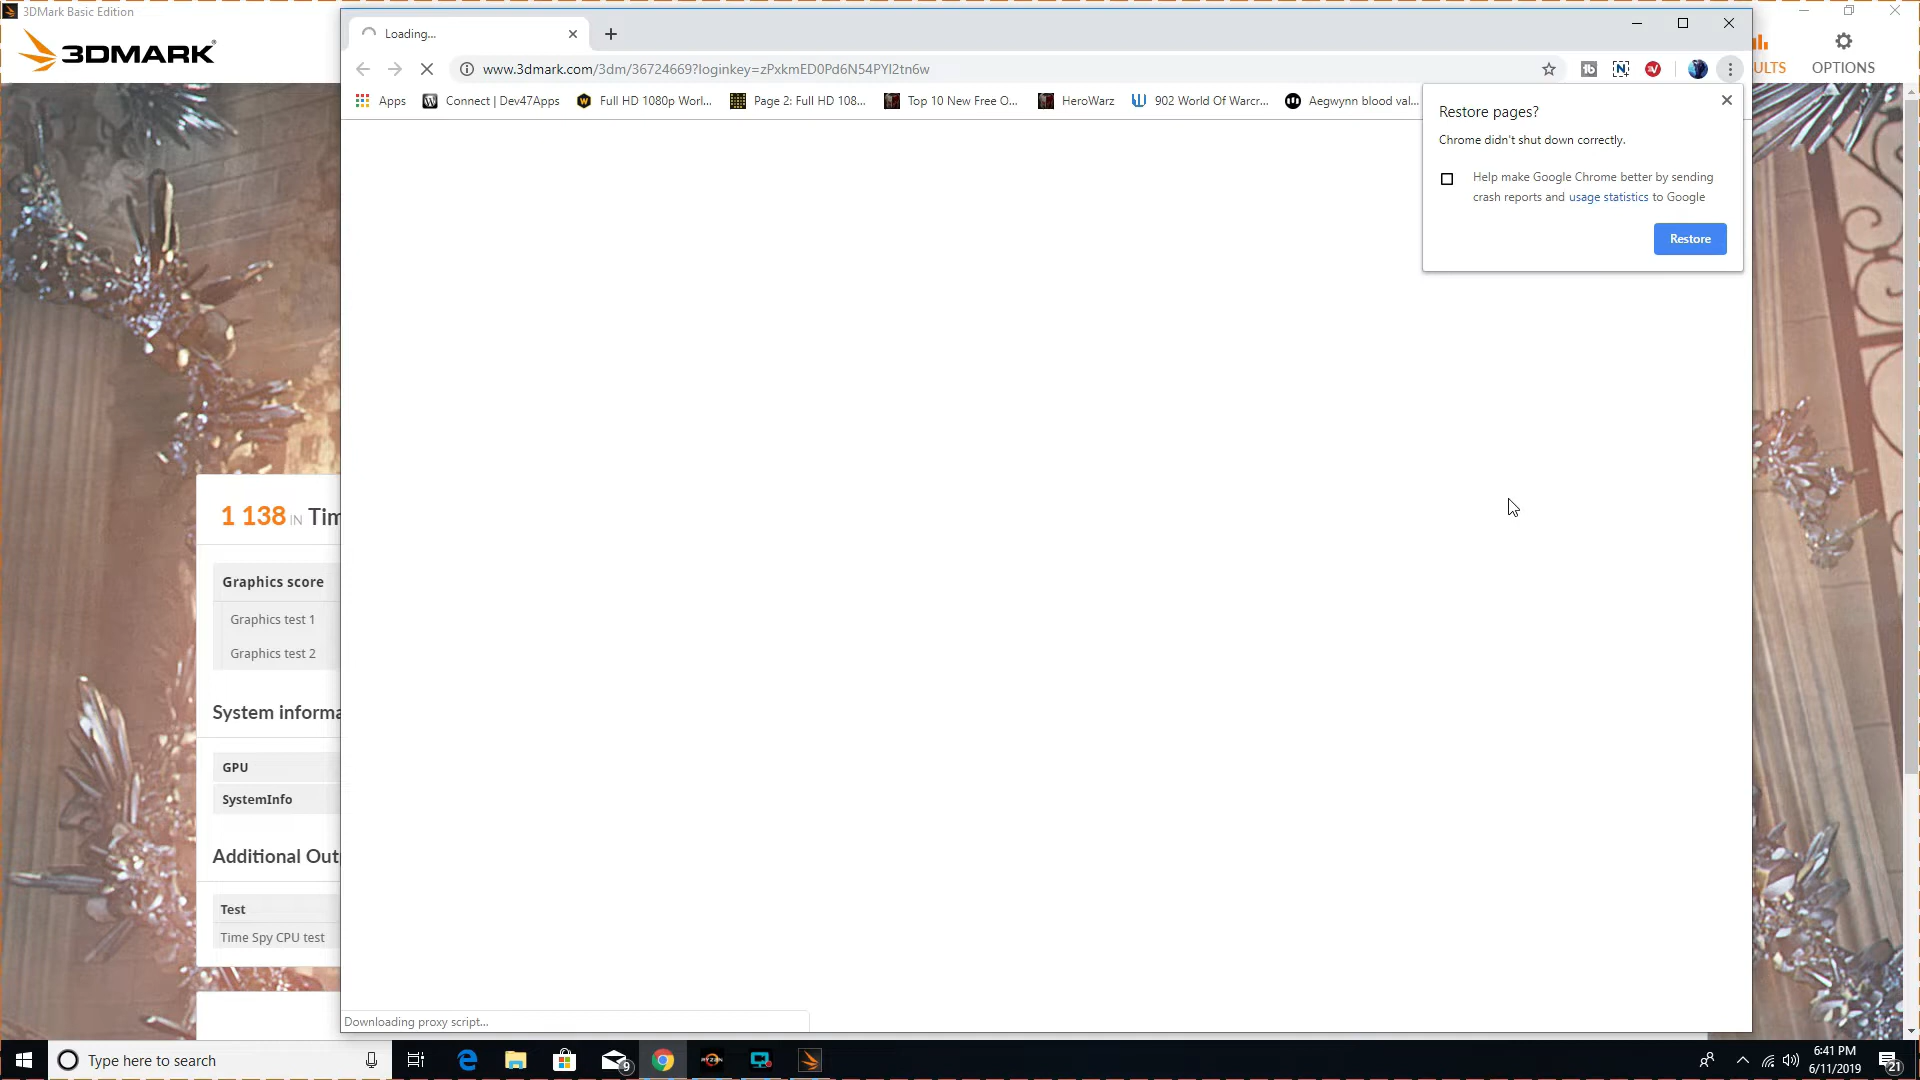 3DMark Basic Edition
3DMARK
ULTS
OPTIONS
Loading...
www.3dmark.com/3dm/36724669?loginkey=zPxkmED0Pd6N54PYI2tn6w
Apps
Connect | Dev47Apps
Full HD 1080p Worl...
Page 2: Full HD 108...
Top 10 New Free O...
HeroWarz
902 World Of Warcr...
Aegwynn blood val...
Restore pages?
Chrome didn't shut down correctly.
Help make Google Chrome better by sending
crash reports and usage statistics to Google
Restore
1 138 IN Tim
Graphics score
Graphics test 1
Graphics test 2
System informa
GPU
SystemInfo
Additional Out
Test
Time Spy CPU test
Downloading proxy script...
Type here to search
9
RYZEN
6:41 PM
6/11/2019
21